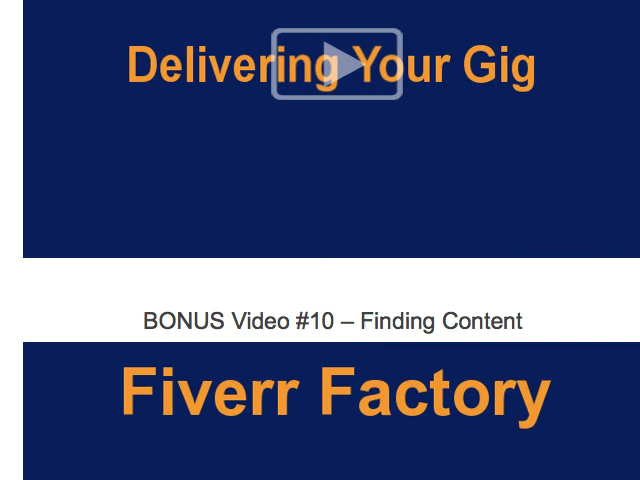 Delivering Your Gig
BONUS Video #10 – Finding Content
Fiverr Factory